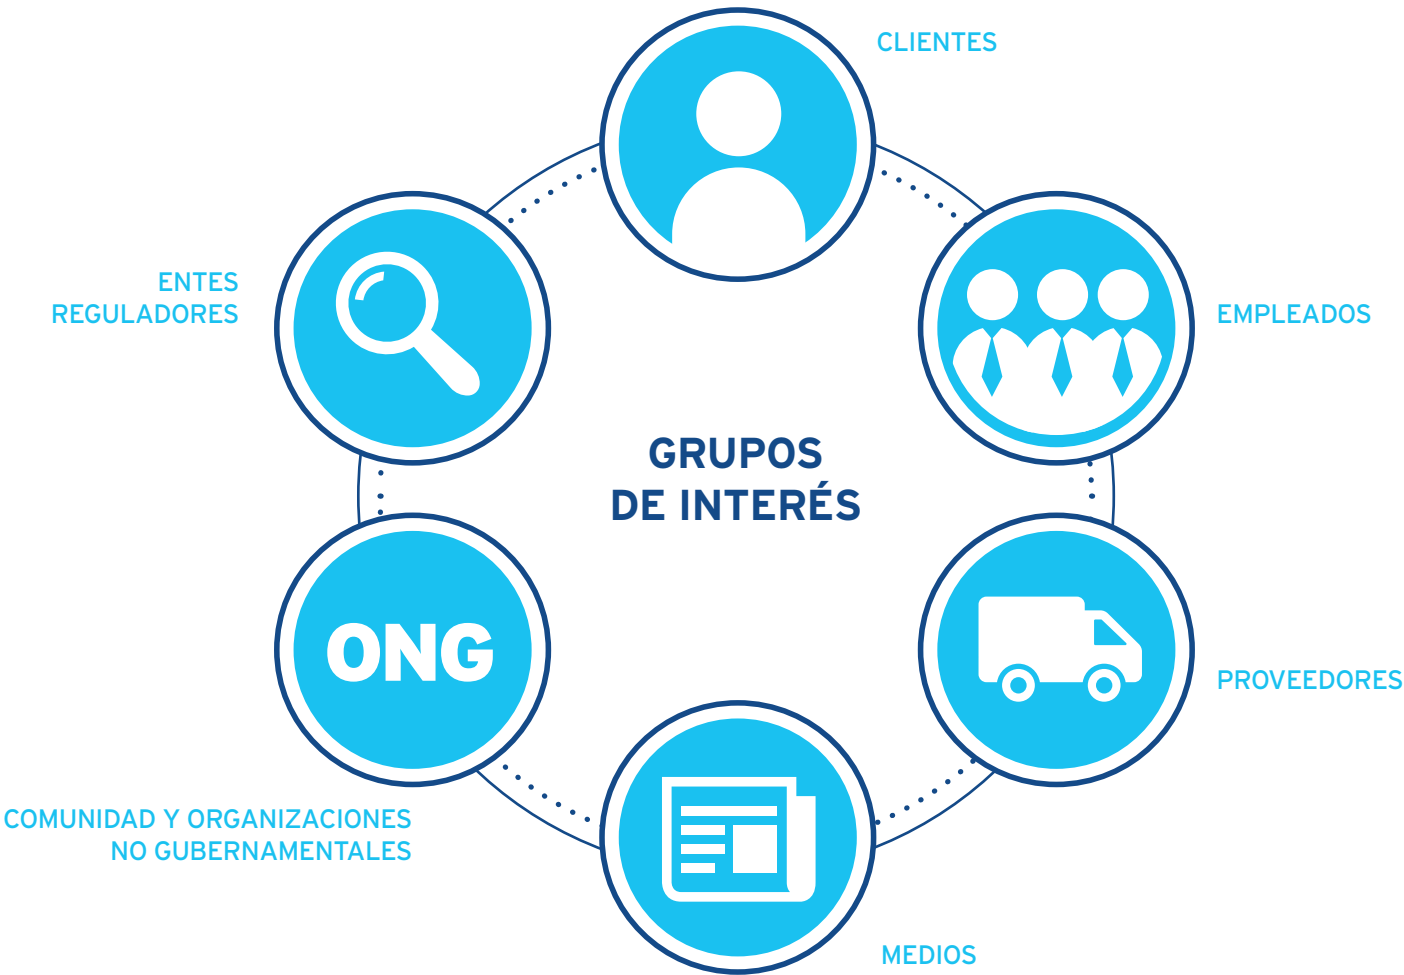 CLIENTES
ENTES
REGULADORES
EMPLEADOS
GRUPOS
DE INTERÉS
ONG
PROVEEDORES
COMUNIDAD Y ORGANIZACIONES
NO GUBERNAMENTALES
MEDIOS